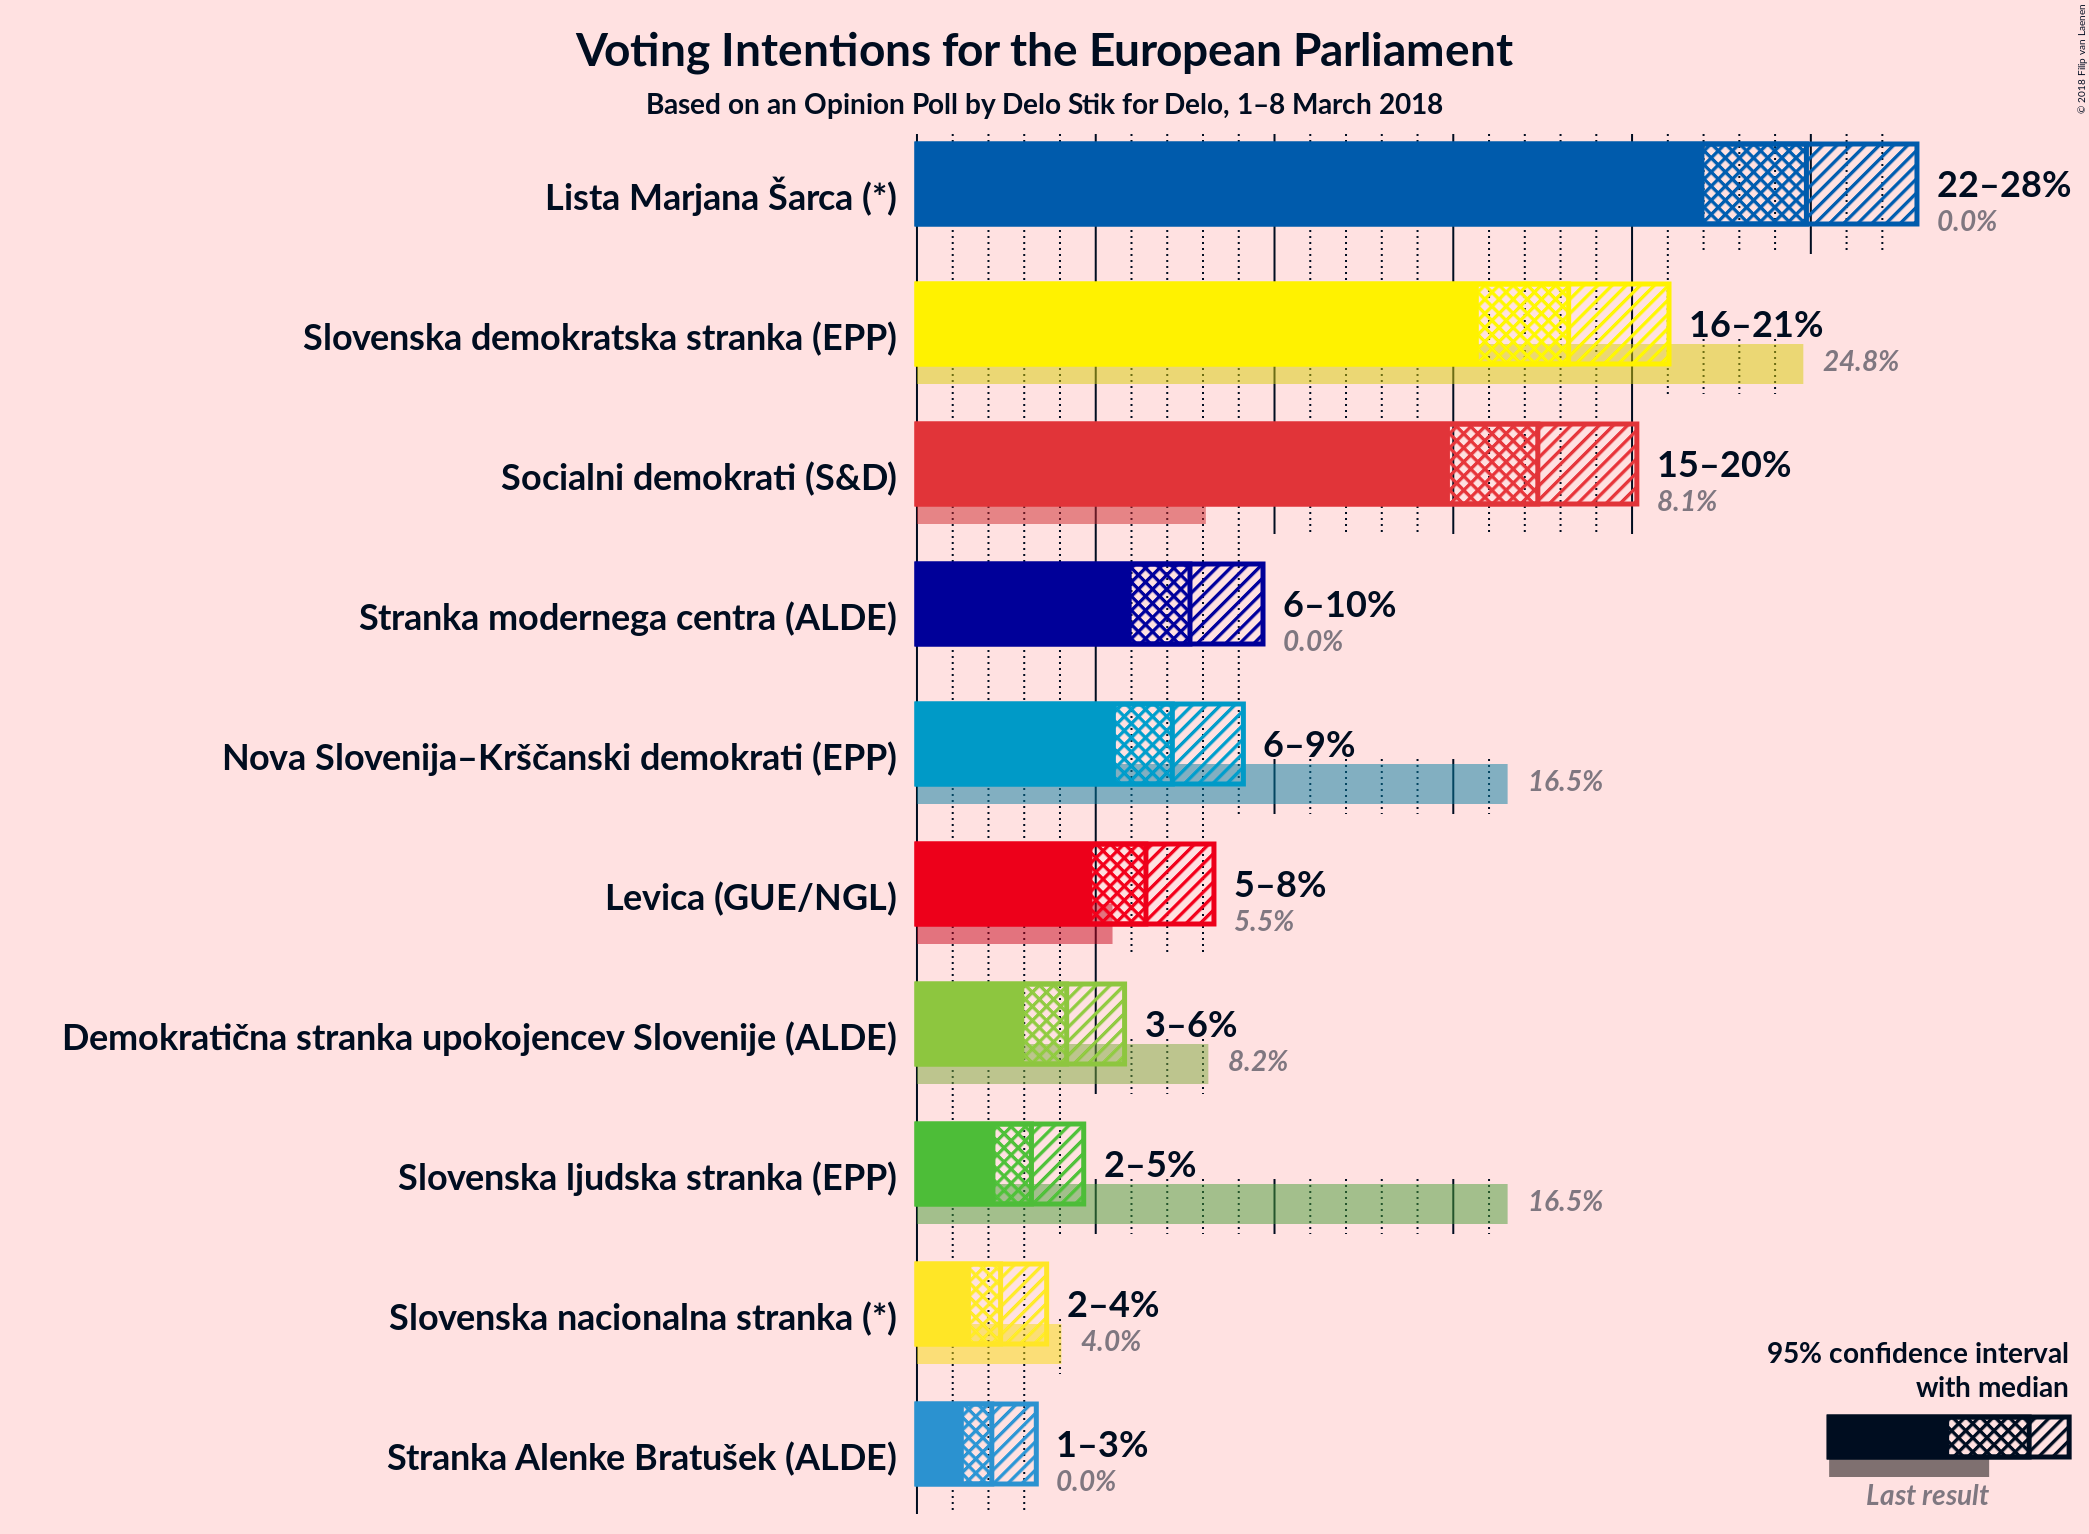 Voting Intentions for the European Parliament
Based on an Opinion Poll by Delo Stik for Delo, 1–8 March 2018
© 2018 Filip van Laenen
Lista Marjana Šarca (*)
22–28%
0.0%
Slovenska demokratska stranka (EPP)
16–21%
24.8%
Socialni demokrati (S&D)
15–20%
8.1%
Stranka modernega centra (ALDE)
6–10%
0.0%
Nova Slovenija–Krščanski demokrati (EPP)
6–9%
16.5%
Levica (GUE/NGL)
5–8%
5.5%
Demokratična stranka upokojencev Slovenije (ALDE)
3–6%
8.2%
Slovenska ljudska stranka (EPP)
2–5%
16.5%
Slovenska nacionalna stranka (*)
2–4%
4.0%
Stranka Alenke Bratušek (ALDE)
1–3%
0.0%
95% confidence interval
with median
Last result